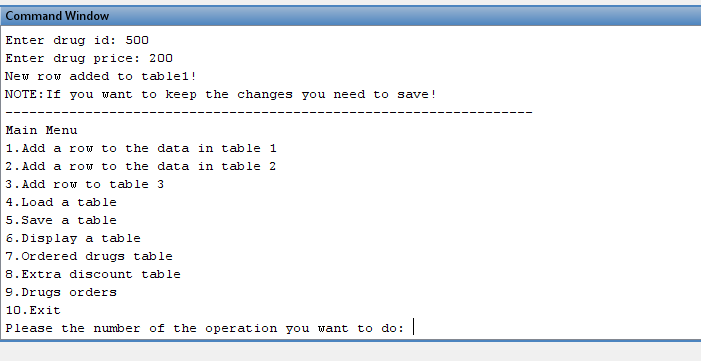 Command Window
Enter drug id: 500
Enter drug price: 200
New row added to table1!
NOTE:If you want to keep the changes you need to save!
------------------------------------------------------------------
Main Menu
1.Add a row to the data in table 1
2.Add a row to the data in table 2
3.Add row to table 3
4.Load a table
5.Save a table
6.Display a table
7.Ordered drugs table
8.Extra discount table
9.Drugs orders
10.Exit
Please the number of the operation you want to do: